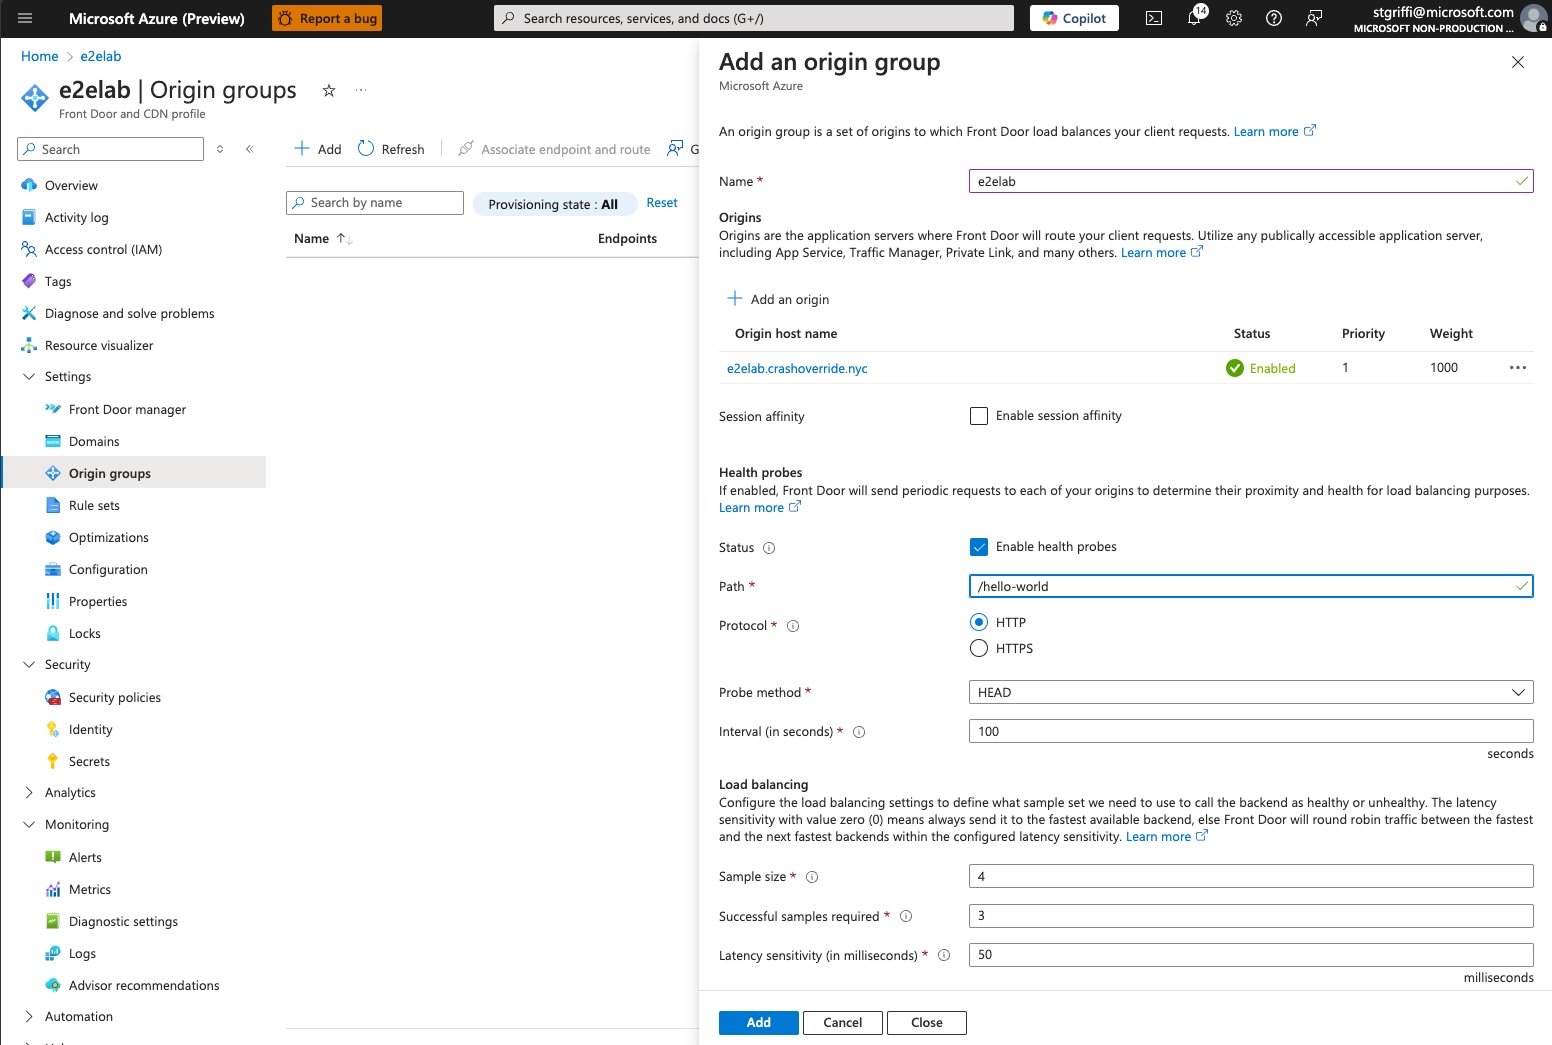 Microsoft Azure (Preview)
Report a bug
Search resources, services, and docs (G+/)
Copilot
14
stgriffi@microsoft.com
MICROSOFT NON-PRODUCTION ...
Home > e2elab
e2elab | Origin groups
Front Door and CDN profile
Search
Overview
Activity log
Access control (IAM)
Tags
Diagnose and solve problems
Resource visualizer
Settings
Front Door manager
Domains
Origin groups
Rule sets
Optimizations
Configuration
Properties
Locks
Security
Security policies
Identity
Secrets
Analytics
Monitoring
Alerts
Metrics
Diagnostic settings
Logs
Advisor recommendations
Automation
Add Refresh Associate endpoint and route G
Search by name
Provisioning state : All
Reset
Name Endpoints
Add an origin group
Microsoft Azure
An origin group is a set of origins to which Front Door load balances your client requests. Learn more
Name * e2elab
Origins
Origins are the application servers where Front Door will route your client requests. Utilize any publically accessible application server,
including App Service, Traffic Manager, Private Link, and many others. Learn more
Add an origin
Origin host name Status Priority Weight
e2elab.crashoverride.nyc Enabled 1 1000
Session affinity Enable session affinity
Health probes
If enabled, Front Door will send periodic requests to each of your origins to determine their proximity and health for load balancing purposes.
Learn more
Status Enable health probes
Path * /hello-world
Protocol * HTTP
HTTPS
Probe method * HEAD
Interval (in seconds) * 100
seconds
Load balancing
Configure the load balancing settings to define what sample set we need to use to call the backend as healthy or unhealthy. The latency
sensitivity with value zero (0) means always send it to the fastest available backend, else Front Door will round robin traffic between the fastest
and the next fastest backends within the configured latency sensitivity. Learn more
Sample size * 4
Successful samples required * 3
Latency sensitivity (in milliseconds) * 50
milliseconds
Add Cancel Close